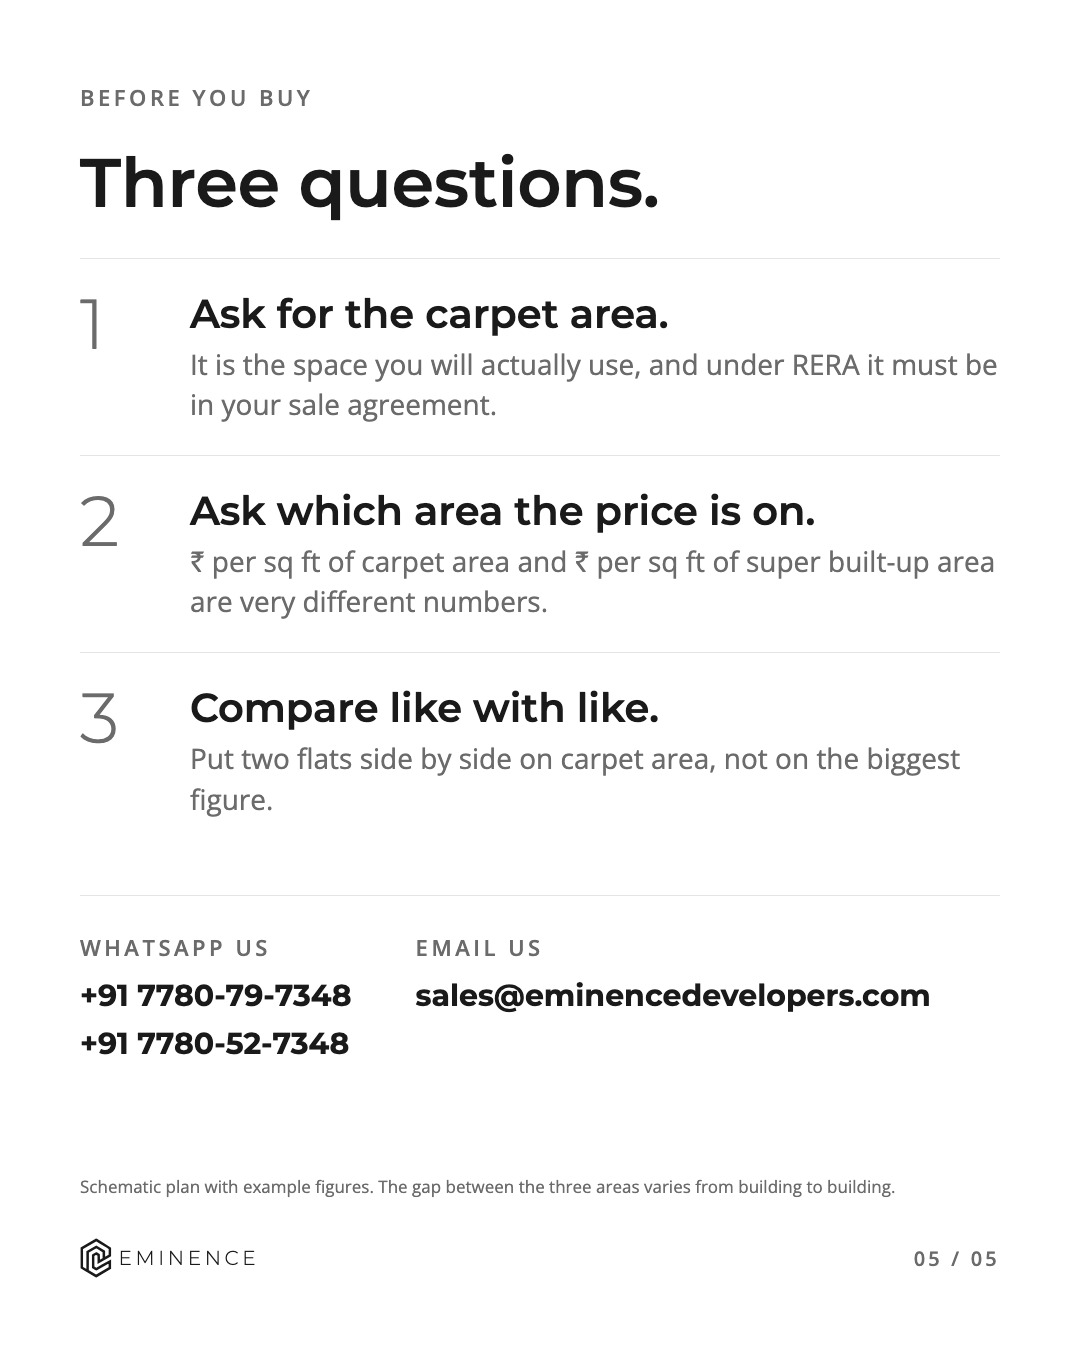 BEFORE YOU BUY
Three questions.
1
Ask for the carpet area.
It is the space you will actually use, and under RERA it must be
in your sale agreement.
2
Ask which area the price is on.
₹ per sq ft of carpet area and ₹ per sq ft of super built-up area
are very different numbers.
3
Compare like with like.
Put two flats side by side on carpet area, not on the biggest
figure.
WHATSAPP US
+91 7780-79-7348
+91 7780-52-7348
EMAIL US
sales@eminencedevelopers.com
Schematic plan with example figures. The gap between the three areas varies from building to building.
EMINENCE
05 / 05